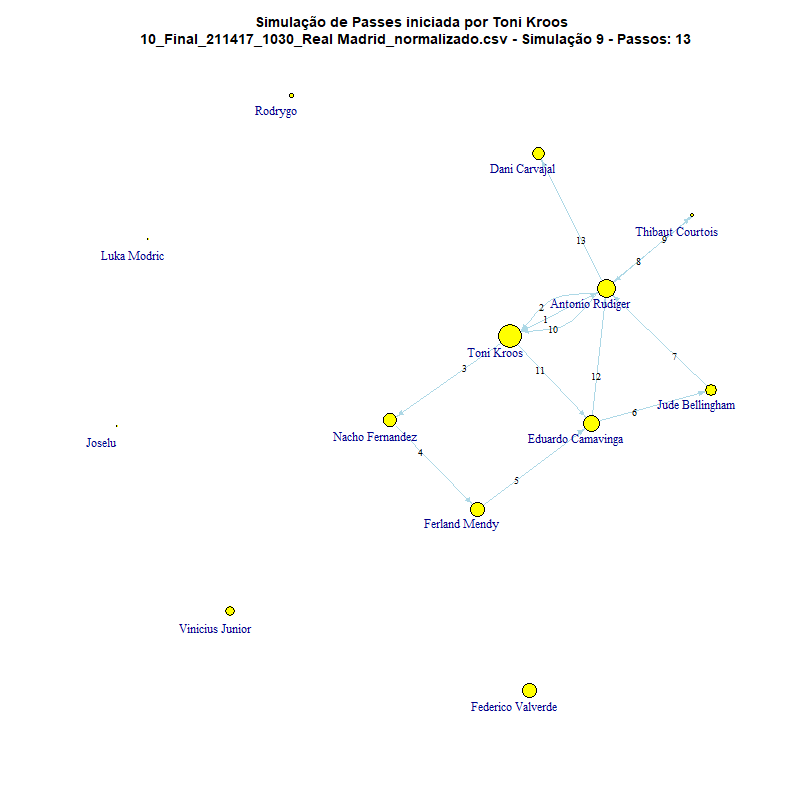 Simulação de Passes iniciada por Toni Kroos
10_Final_211417_1030_Real Madrid_normalizado.csv - Simulação 9 - Passos: 13
Rodrygo
Dani Carvajal
Thibaut Courtois
13
9
Luka Modric
8
Antonio Rudiger
2
1
10
Toni Kroos
7
3
11
12
Jude Bellingham
6
Nacho Fernandez
Eduardo Camavinga
Joselu
4
5
Ferland Mendy
Vinicius Junior
Federico Valverde